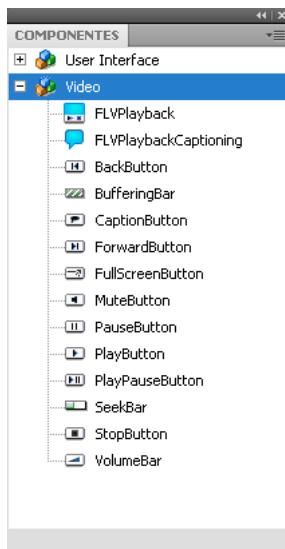 COMPONENTES
User Interface
Video
FLVPlayback
FLVPlaybackCaptioning
BackButton
BufferingBar
CaptionButton
ForwardButton
FullScreenButton
MuteButton
PauseButton
PlayButton
PlayPauseButton
SeekBar
StopButton
VolumeBar